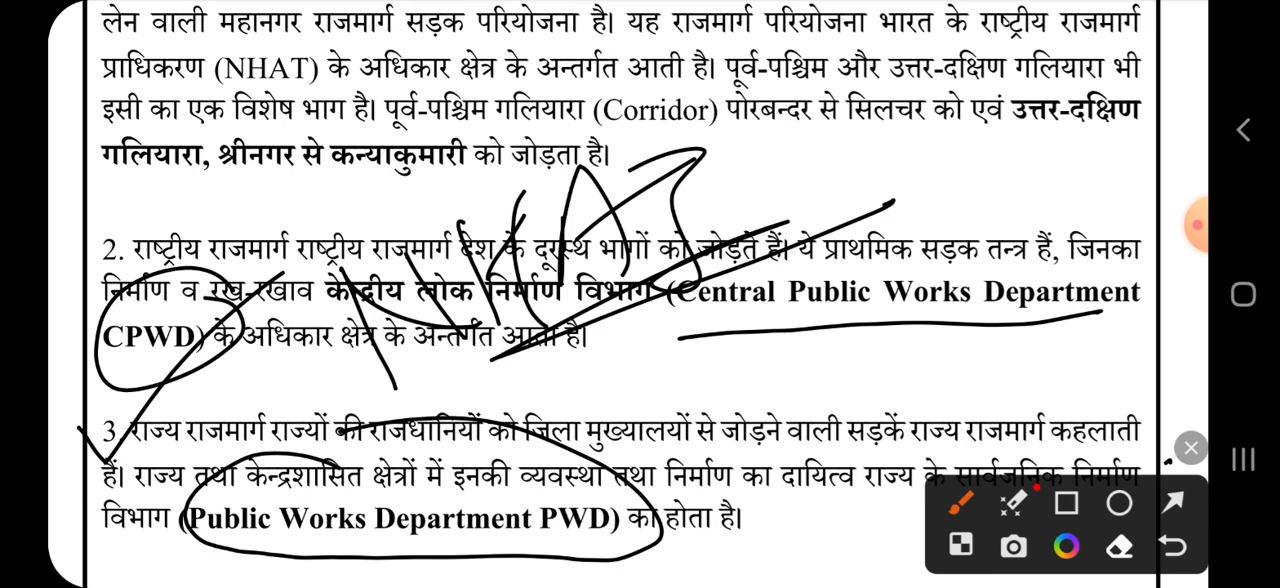 लेन वाली महानगर राजमार्ग सड़क परियोजना है। यह राजमार्ग परियोजना भारत के राष्ट्रीय राजमार्ग
प्राधिकरण (NHAT) के अधिकार क्षेत्र के अन्तर्गत आती है। पूर्व-पश्चिम और उत्तर-दक्षिण गलियारा भी
इसी का एक विशेष भाग है। पूर्व-पश्चिम गलियारा (Corridor) पोरबन्दर से सिलचर को एवं उत्तर-दक्षिण
गलियारा, श्रीनगर से कन्याकुमारी को जोड़ता है।
2. राष्ट्रीय राजमार्ग राष्ट्रीय राजमार्ग देश के दूरस्थ भागों को जोड़ते हैं। ये प्राथमिक सड़क तन्त्र हैं, जिनका
निर्माण व रख-रखाव केन्द्रीय लोक निर्माण विभाग (Central Public Works Department
CPWD) के अधिकार क्षेत्र के अन्तर्गत आता है।
3. राज्य राजमार्ग राज्यों की राजधानियों को जिला मुख्यालयों से जोड़ने वाली सड़कें राज्य राजमार्ग कहलाती
हैं। राज्य तथा केन्द्रशासित क्षेत्रों में इनकी व्यवस्था तथा निर्माण का दायित्व राज्य के सार्वजनिक निर्माण
विभाग (Public Works Department PWD) को होता है।